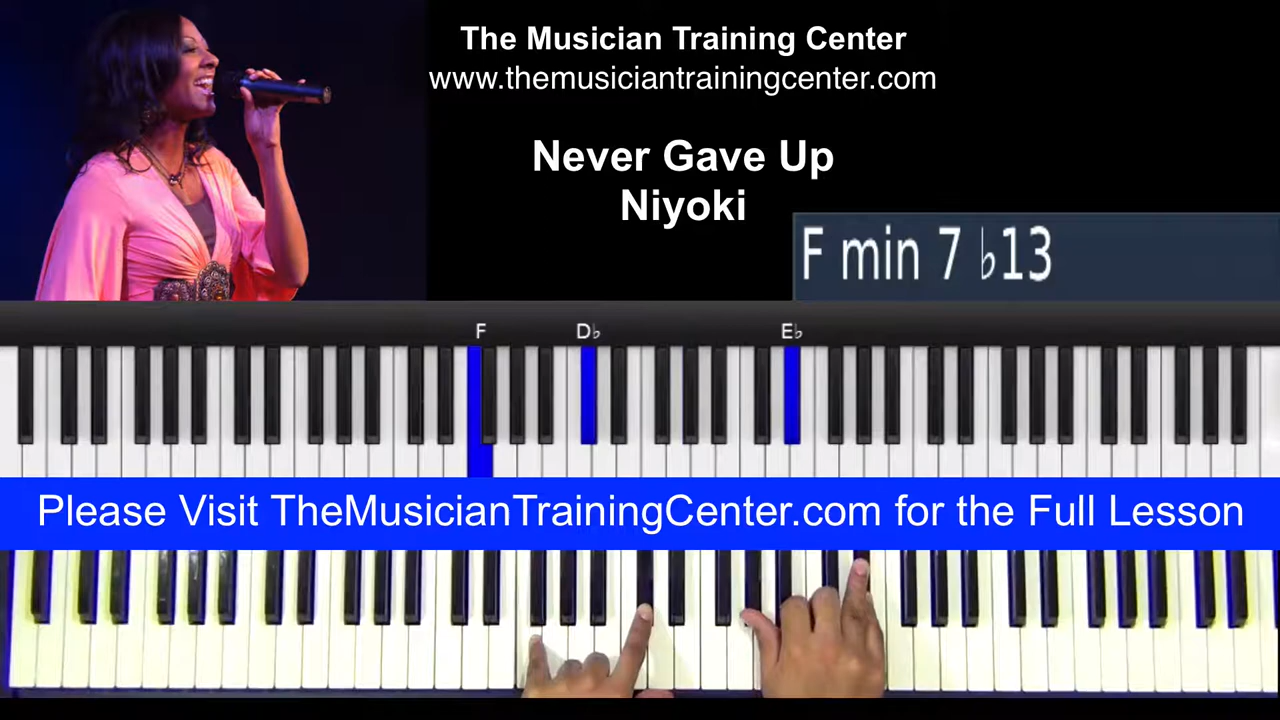 The Musician Training Center
www.themusiciantrainingcenter.com
Never Gave Up
Niyoki
F min 7 ♭13
F D♭ E♭
Please Visit TheMusicianTrainingCenter.com for the Full Lesson